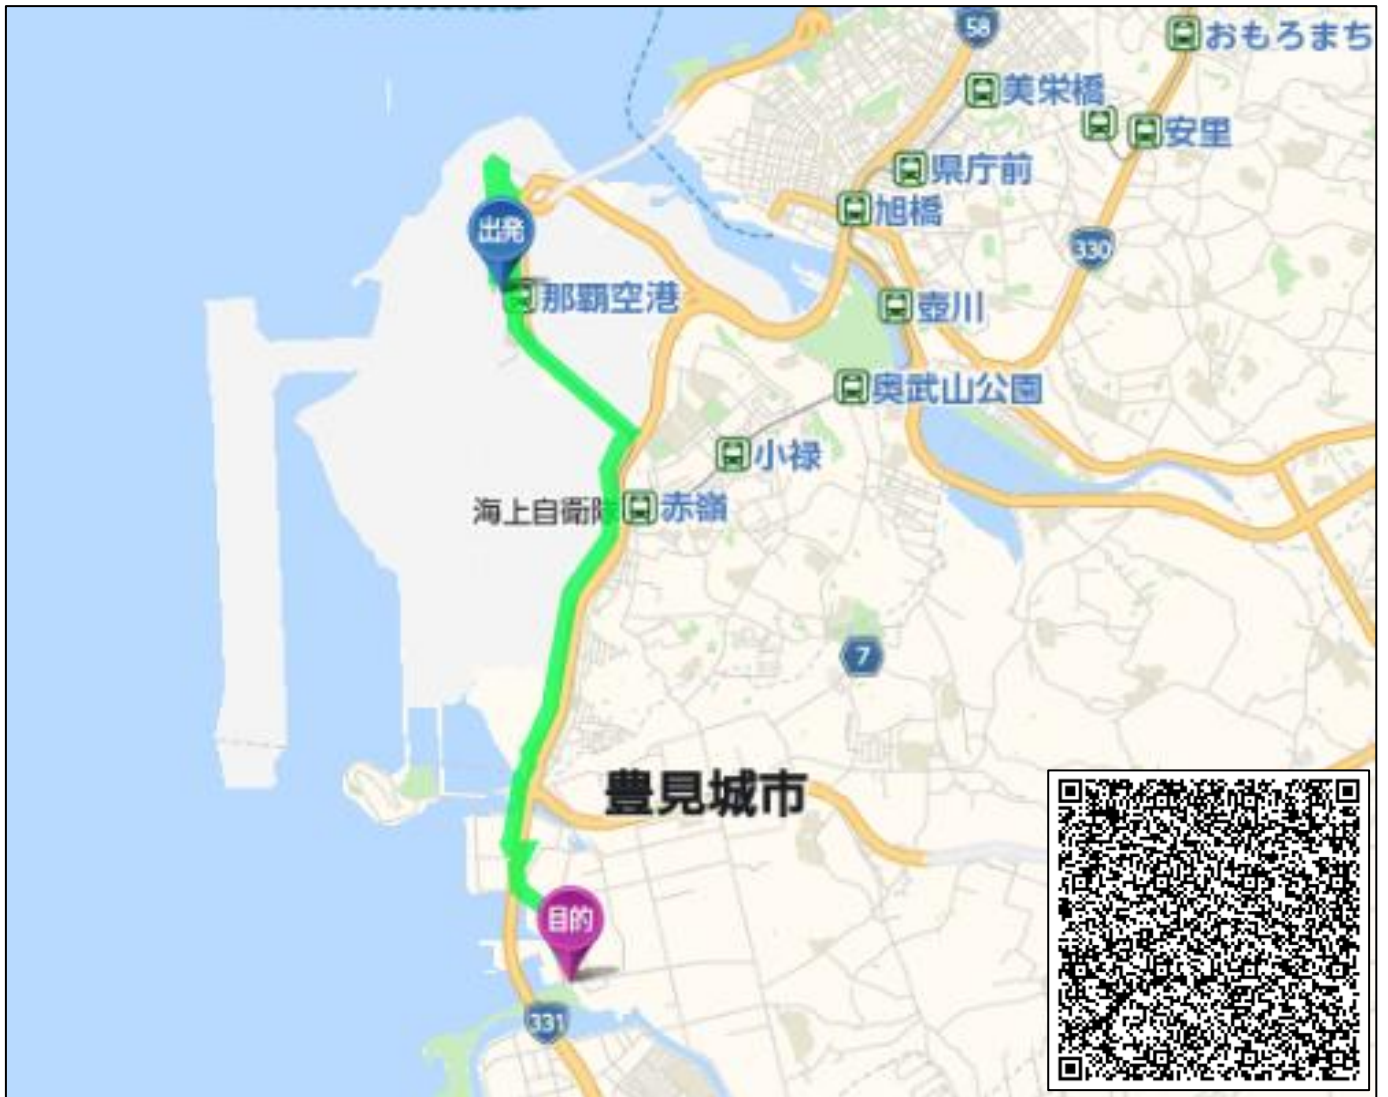 58
おもろまち
美栄橋
安里
県庁前
旭橋
出発
330
那覇空港
壺川
奥武山公園
小禄
海上自衛隊
赤嶺
7
豊見城市
目的
331